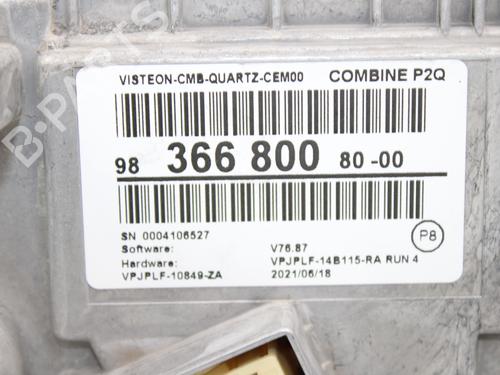 B-PARTS
VISTEON-CMB-QUARTZ-CEM00 COMBINE P2Q
98 366 800 80-00
SN 0004106527
Software: V76.87 P8
Hardware: VPJPLF-14B115-RA RUN 4
VPJPLF-10849-ZA 2021/06/18